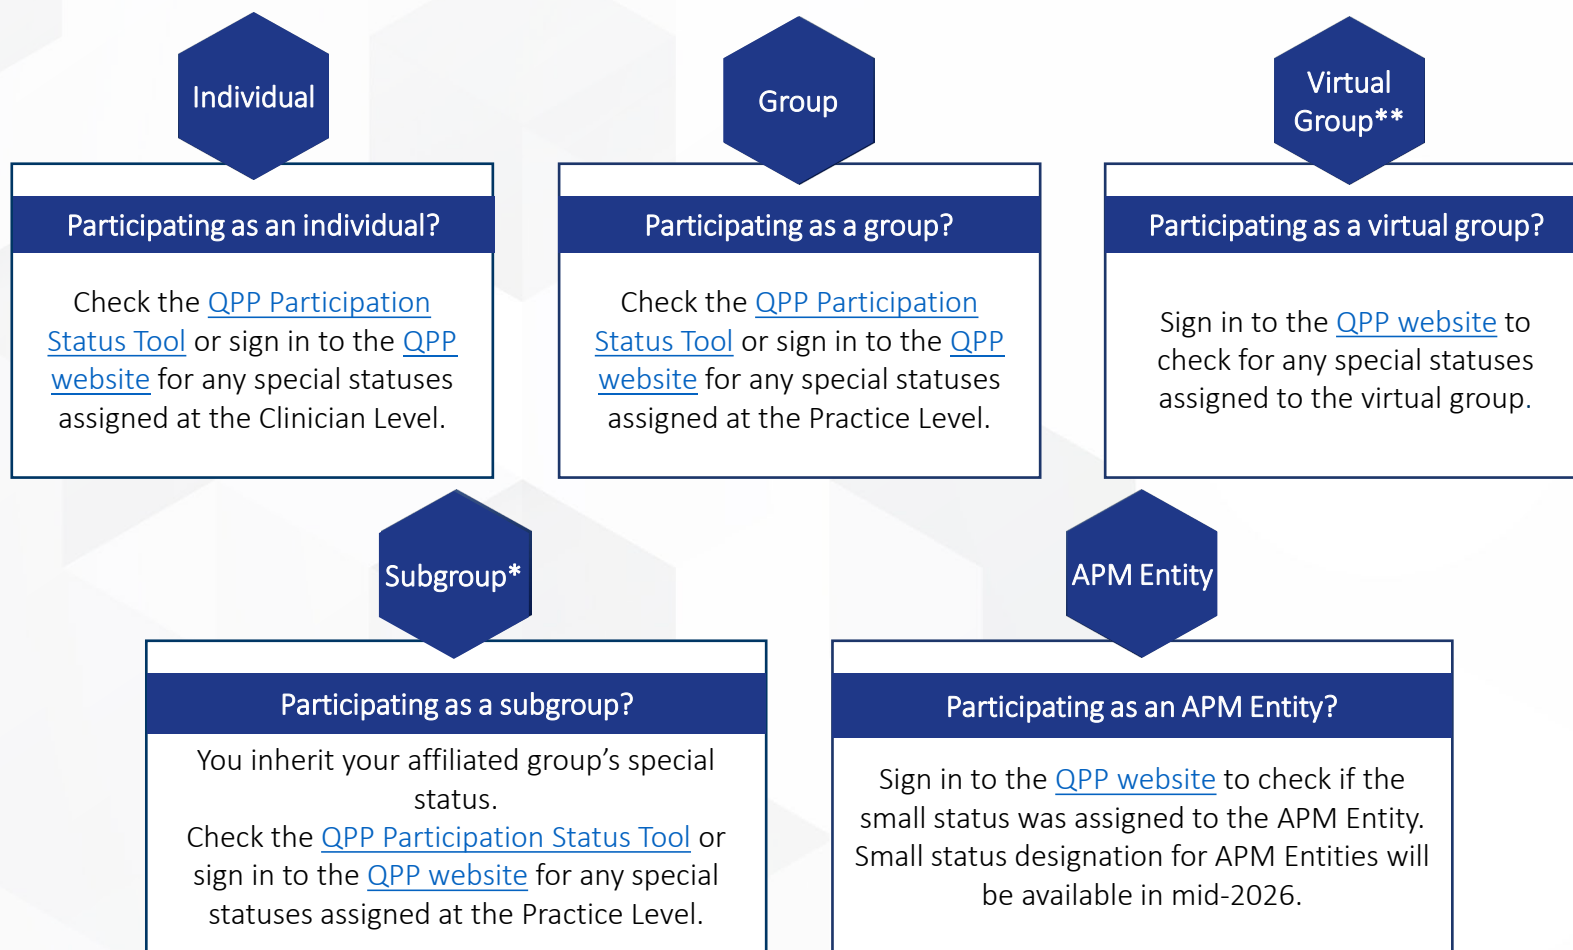 Individual
Participating as an individual?
Check the QPP Participation
Status Tool or sign in to the QPP
website for any special statuses
assigned at the Clinician Level.
Group
Participating as a group?
Check the QPP Participation
Status Tool or sign in to the QPP
website for any special statuses
assigned at the Practice Level.
Virtual
Group**
Participating as a virtual group?
Sign in to the QPP website to
check for any special statuses
assigned to the virtual group.
Subgroup*
Participating as a subgroup?
You inherit your affiliated group’s special
status.
Check the QPP Participation Status Tool or
sign in to the QPP website for any special
statuses assigned at the Practice Level.
APM Entity
Participating as an APM Entity?
Sign in to the QPP website to check if the
small status was assigned to the APM Entity.
Small status designation for APM Entities will
be available in mid-2026.